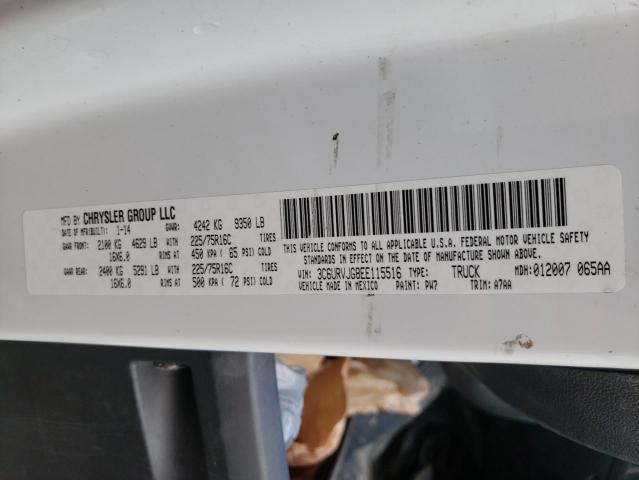 MFD BY CHRYSLER GROUP LLC
DATE OF MFR(BUILT): 1-14 GVWR: 4242 KG 9350 LB
GAWR FRONT: 2100 KG 4629 LB WITH 225/75R16C TIRES
16X6.0 RIMS AT 450 KPA ( 65 PSI) COLD
GAWR REAR: 2400 KG 5291 LB WITH 225/75R16C TIRES
16X6.0 RIMS AT 500 KPA ( 72 PSI) COLD
THIS VEHICLE CONFORMS TO ALL APPLICABLE U.S.A. FEDERAL MOTOR VEHICLE SAFETY
STANDARDS IN EFFECT ON THE DATE OF MANUFACTURE SHOWN ABOVE.
VIN: 3C6URVJG8EE115516 TYPE: TRUCK MDH: 012007 065AA
VEHICLE MADE IN MEXICO PAINT: PW7 TRIM: A7AA